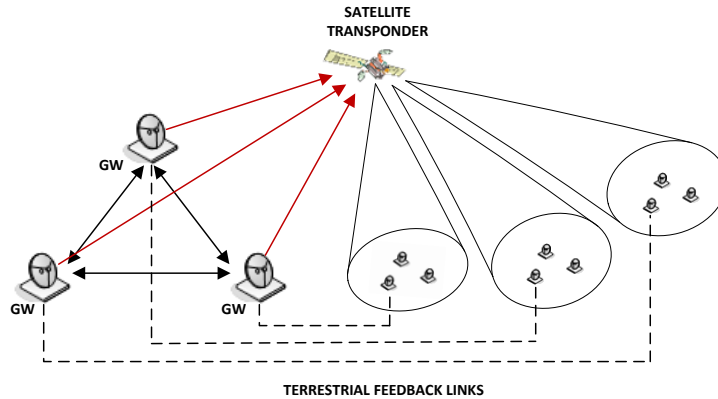 SATELLITE
TRANSPONDER
GW
GW
GW
TERRESTRIAL FEEDBACK LINKS